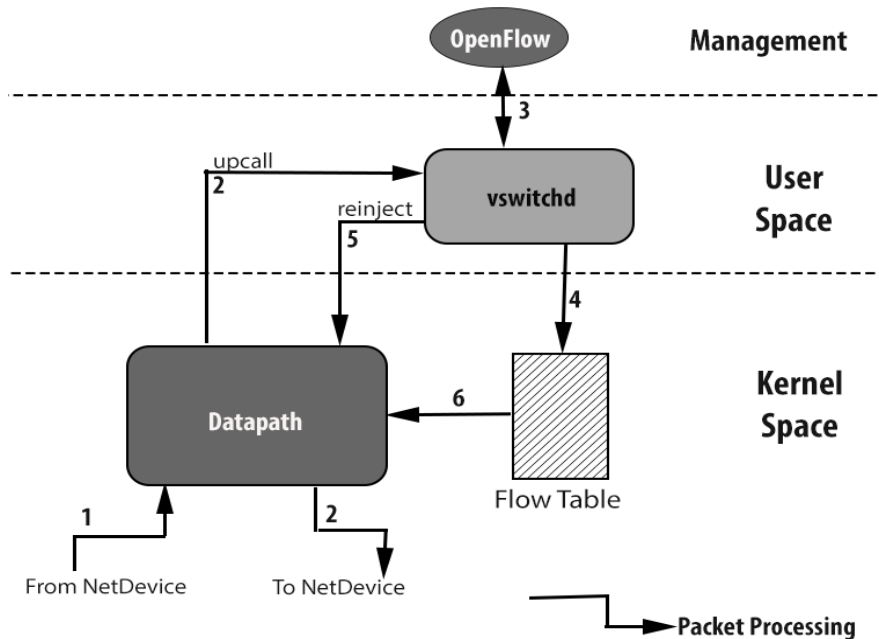 OpenFlow
Management
3
upcall
2
vswitchd
User
Space
reinject
5
4
Datapath
6
Kernel
Space
Flow Table
1
2
From NetDevice
To NetDevice
Packet Processing